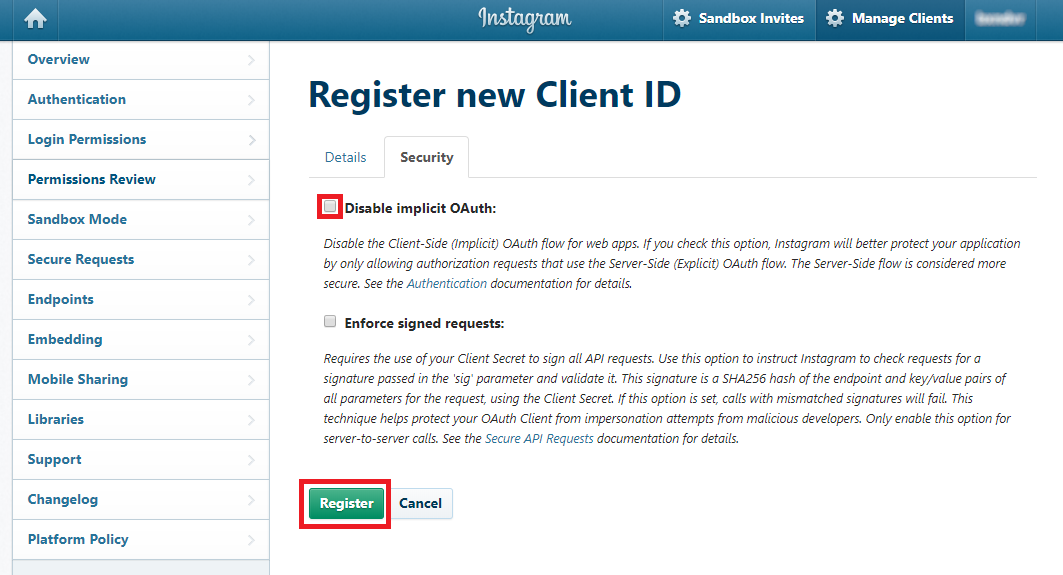 Instagram
Sandbox Invites
Manage Clients
Overview
Authentication
Login Permissions
Permissions Review
Sandbox Mode
Secure Requests
Endpoints
Embedding
Mobile Sharing
Libraries
Support
Changelog
Platform Policy
Register new Client ID
Details
Security
Disable implicit OAuth:
Disable the Client-Side (Implicit) OAuth flow for web apps. If you check this option, Instagram will better protect your application
by only allowing authorization requests that use the Server-Side (Explicit) OAuth flow. The Server-Side flow is considered more
secure. See the Authentication documentation for details.
Enforce signed requests:
Requires the use of your Client Secret to sign all API requests. Use this option to instruct Instagram to check requests for a
signature passed in the 'sig' parameter and validate it. This signature is a SHA256 hash of the endpoint and key/value pairs of
all parameters for the request, using the Client Secret. If this option is set, calls with mismatched signatures will fail. This
technique helps protect your OAuth Client from impersonation attempts from malicious developers. Only enable this option for
server-to-server calls. See the Secure API Requests documentation for details.
Register
Cancel